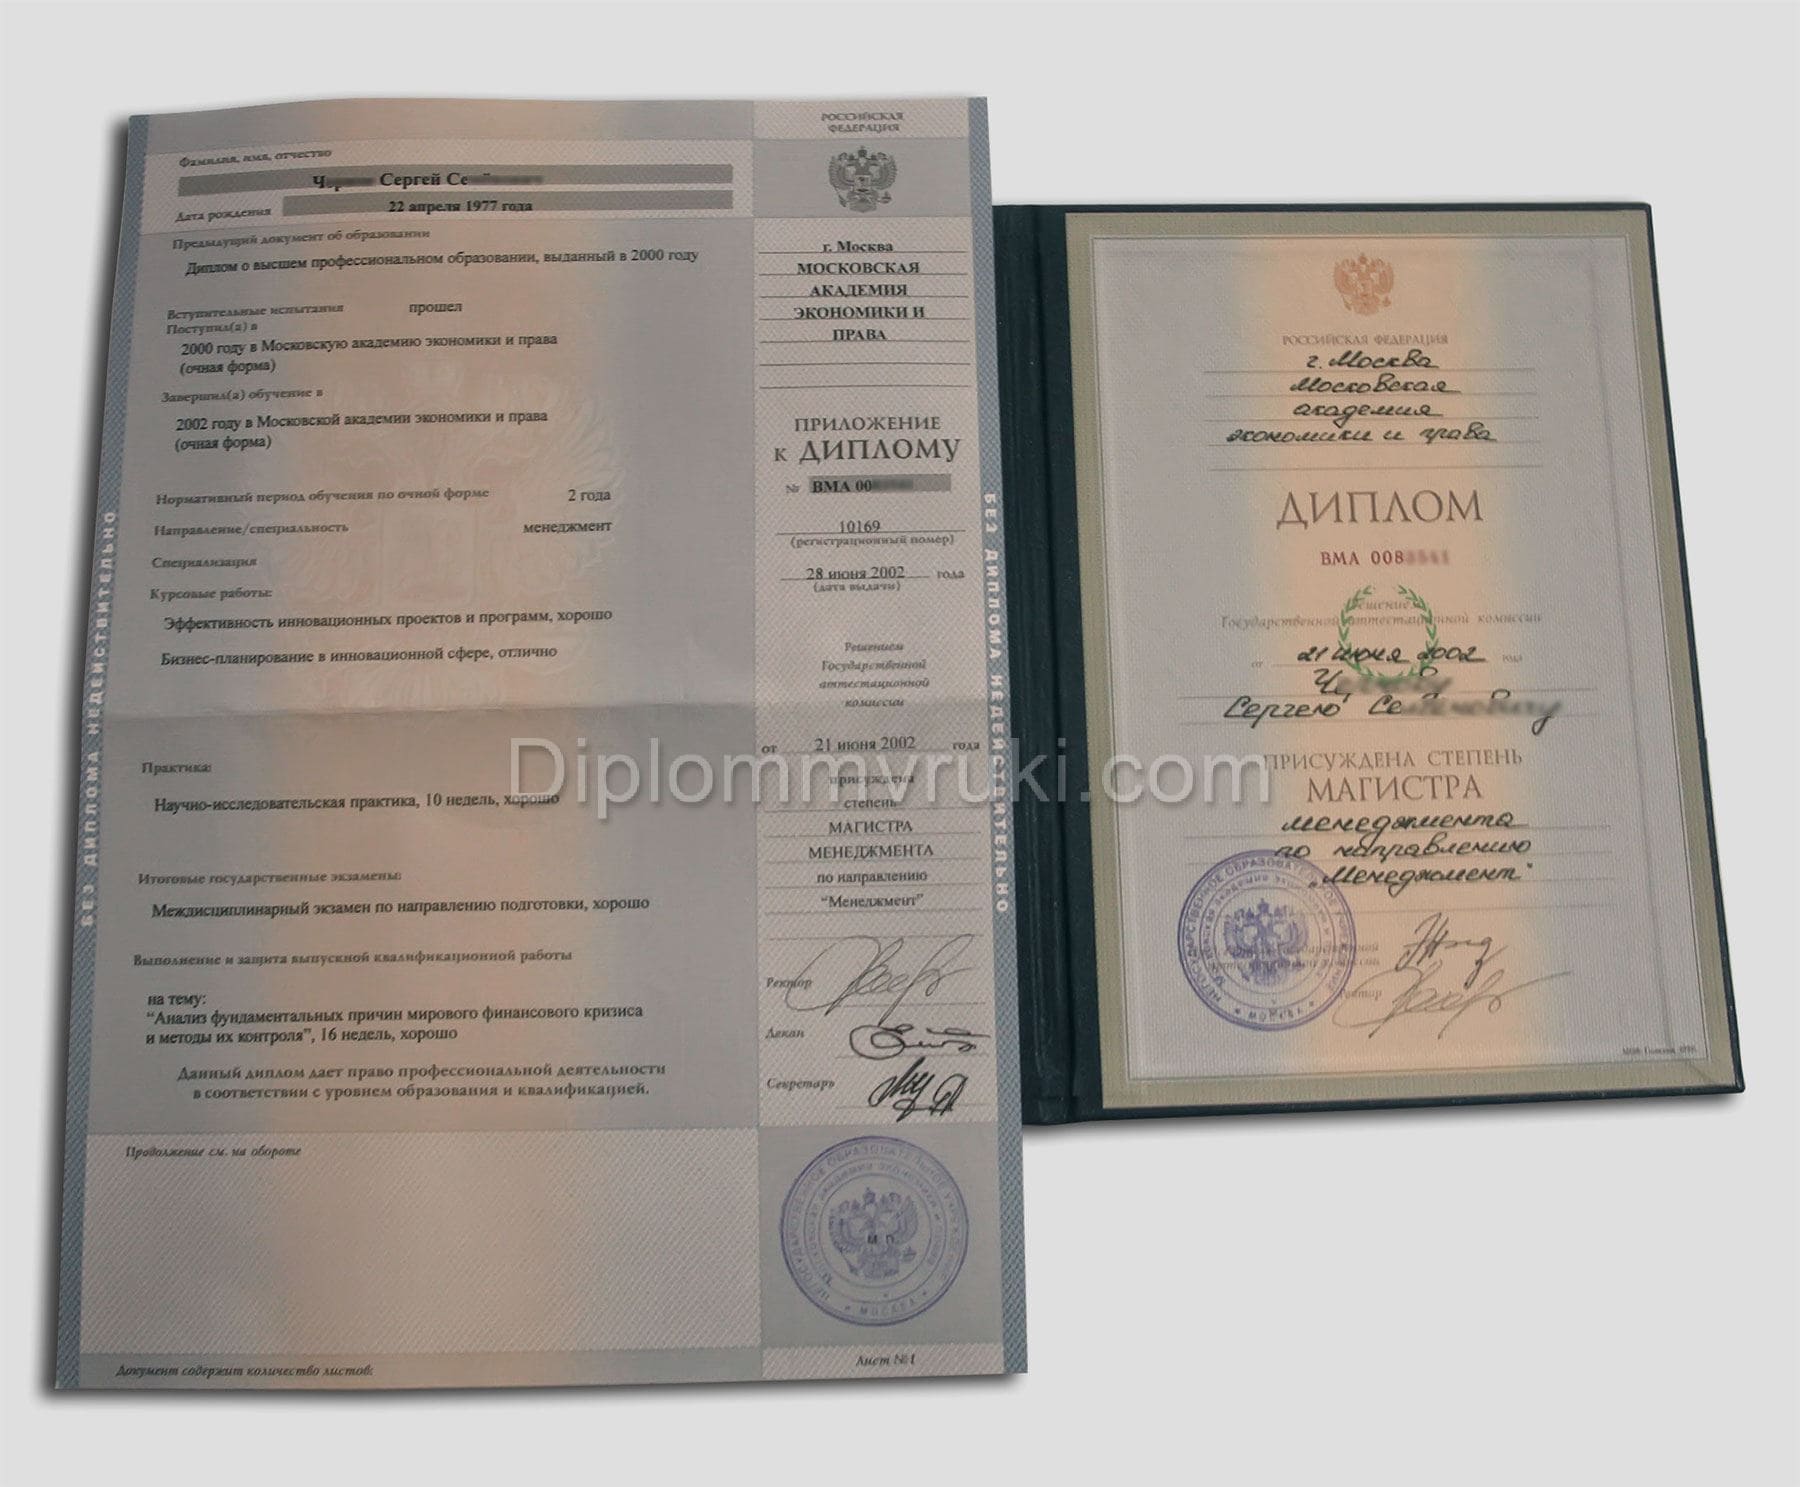 Фамилия, имя, отчество
Сергей
Дата рождения 22 апреля 1977 года
Предыдущий документ об образовании
Диплом о высшем профессиональном образовании, выданный в 2000 году
Вступительные испытания прошел
Поступил(а) в
2000 году в Московскую академию экономики и права
(очная форма)
Завершил(а) обучение в
2002 году в Московской академии экономики и права
(очная форма)
Нормативный период обучения по очной форме 2 года
Направление/специальность менеджмент
Специализация
Курсовые работы:
Эффективность инновационных проектов и программ, хорошо
Бизнес-планирование в инновационной сфере, отлично
Практика:
Научно-исследовательская практика, 10 недель, хорошо
Итоговые государственные экзамены:
Междисциплинарный экзамен по направлению подготовки, хорошо
Выполнение и защита выпускной квалификационной работы
на тему:
“Анализ фундаментальных причин мирового финансового кризиса
и методы их контроля”, 16 недель, хорошо
Данный диплом дает право профессиональной деятельности
в соответствии с уровнем образования и квалификацией.
Продолжение см. на обороте
Документ содержит количество листов:
БЕЗ ДИПЛОМА НЕДЕЙСТВИТЕЛЬНО
РОССИЙСКАЯ
ФЕДЕРАЦИЯ
г. Москва
МОСКОВСКАЯ
АКАДЕМИЯ
ЭКОНОМИКИ И
ПРАВА
ПРИЛОЖЕНИЕ
К ДИПЛОМУ
№ ВМА 00
10169
(регистрационный номер)
28 июня 2002 года
(дата выдачи)
Решением
Государственной
аттестационной
комиссии
от 21 июня 2002 года
присуждена
степень
МАГИСТРА
МЕНЕДЖМЕНТА
по направлению
“Менеджмент”
Ректор
Декан
Секретарь
М.П.
МОСКВА
Лист №1
БЕЗ ДИПЛОМА НЕДЕЙСТВИТЕЛЬНО
Diplommvruki.com
РОССИЙСКАЯ ФЕДЕРАЦИЯ
г. Москва
Московская
академия
экономики и права
ДИПЛОМ
ВМА 008
Решением
Государственной аттестационной комиссии
от 21 июня 2002 года
Сергею
ПРИСУЖДЕНА СТЕПЕНЬ
МАГИСТРА
менеджмента
по направлению
„Менеджмент"
Ректор
МОСКВА